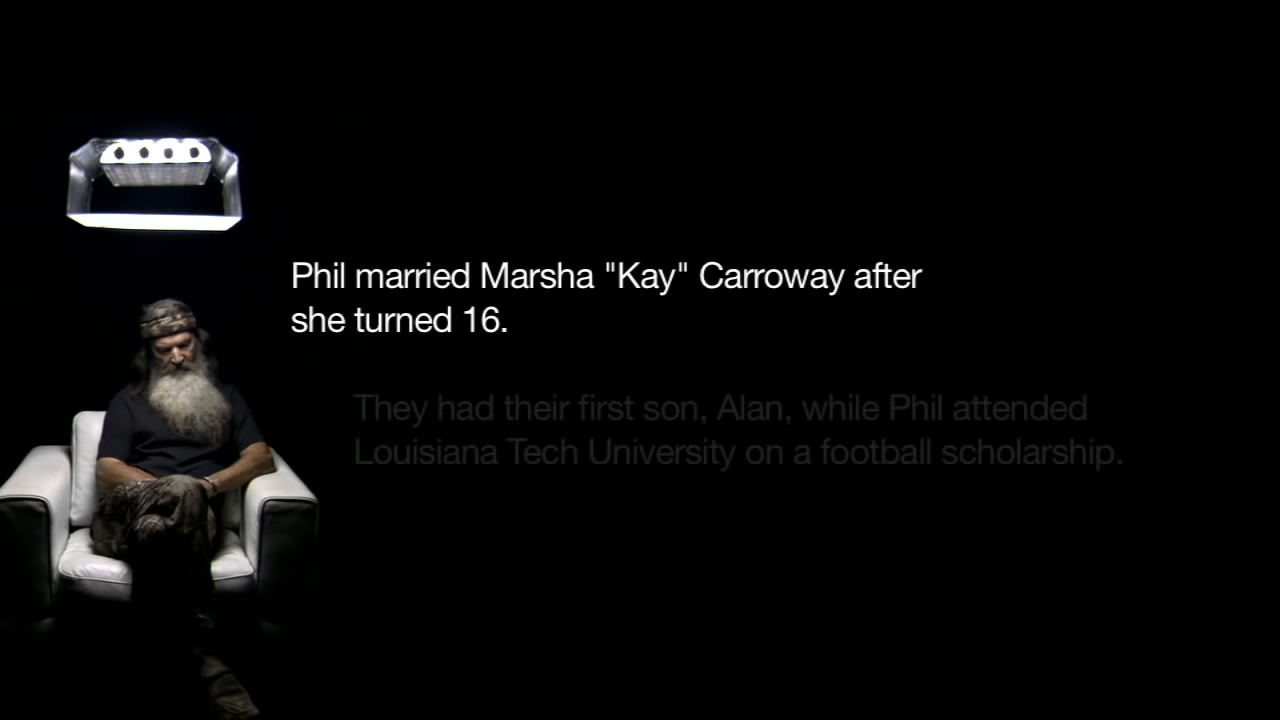 Phil married Marsha "Kay" Carroway after
she turned 16.
They had their first son, Alan, while Phil attended
Louisiana Tech University on a football scholarship.